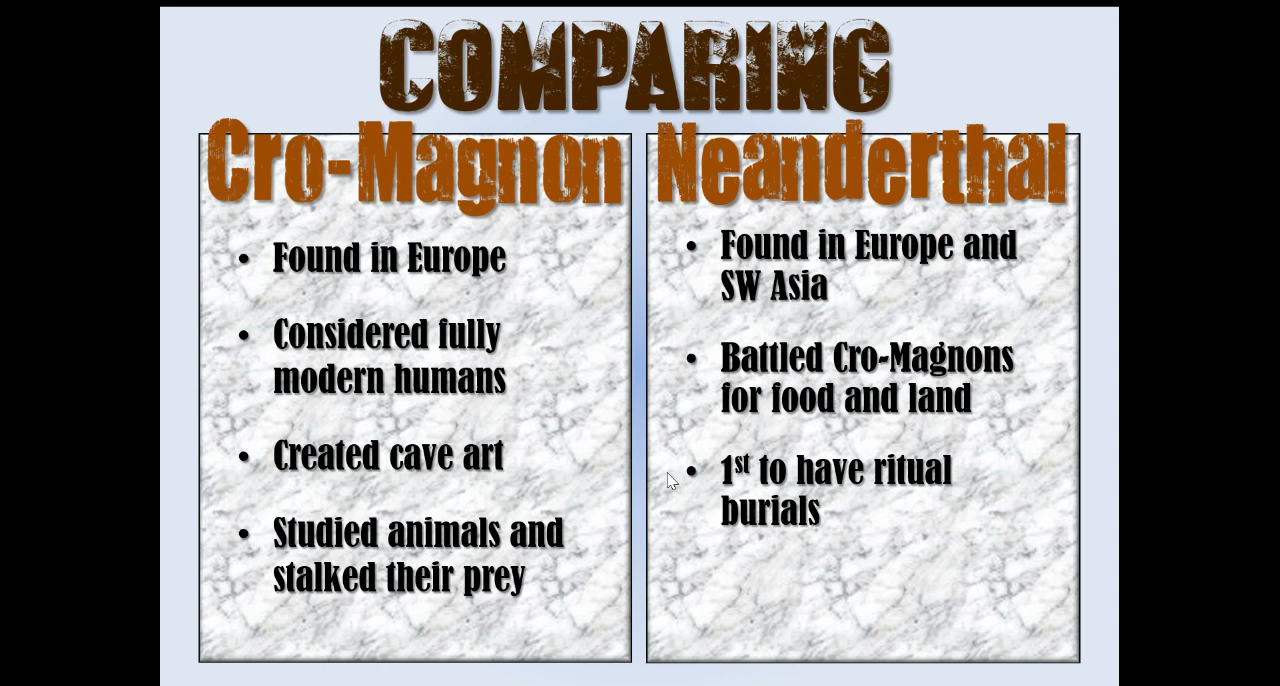 COMPARING
Cro-Magnon
• Found in Europe
• Considered fully
modern humans
• Created cave art
• Studied animals and
stalked their prey
Neanderthal
• Found in Europe and
SW Asia
• Battled Cro-Magnons
for food and land
• 1st to have ritual
burials